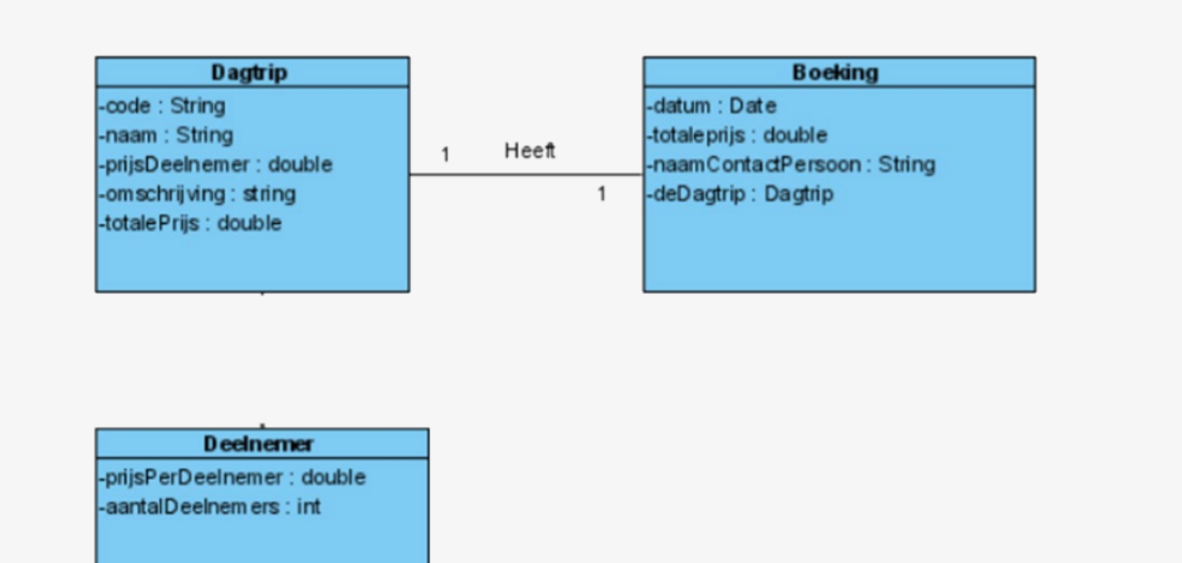 Dagtrip
-code : String
-naam : String
-prijsDeelnemer : double
-omschrijving : string
-totalePrijs : double
1 Heeft
1
Boeking
-datum : Date
-totaleprijs : double
-naamContactPersoon : String
-deDagtrip : Dagtrip
Deelnemer
-prijsPerDeelnemer : double
-aantalDeelnemers : int